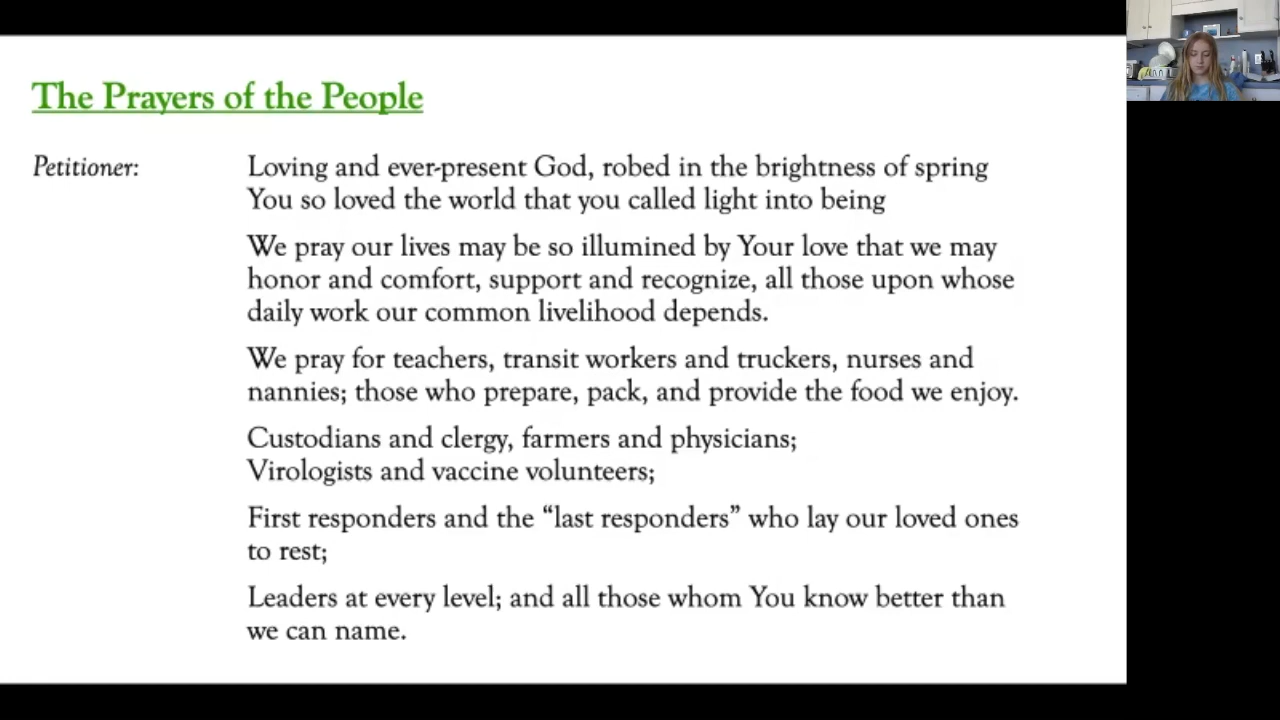 The Prayers of the People
Petitioner: Loving and ever-present God, robed in the brightness of spring
You so loved the world that you called light into being
We pray our lives may be so illumined by Your love that we may
honor and comfort, support and recognize, all those upon whose
daily work our common livelihood depends.
We pray for teachers, transit workers and truckers, nurses and
nannies; those who prepare, pack, and provide the food we enjoy.
Custodians and clergy, farmers and physicians;
Virologists and vaccine volunteers;
First responders and the “last responders” who lay our loved ones
to rest;
Leaders at every level; and all those whom You know better than
we can name.